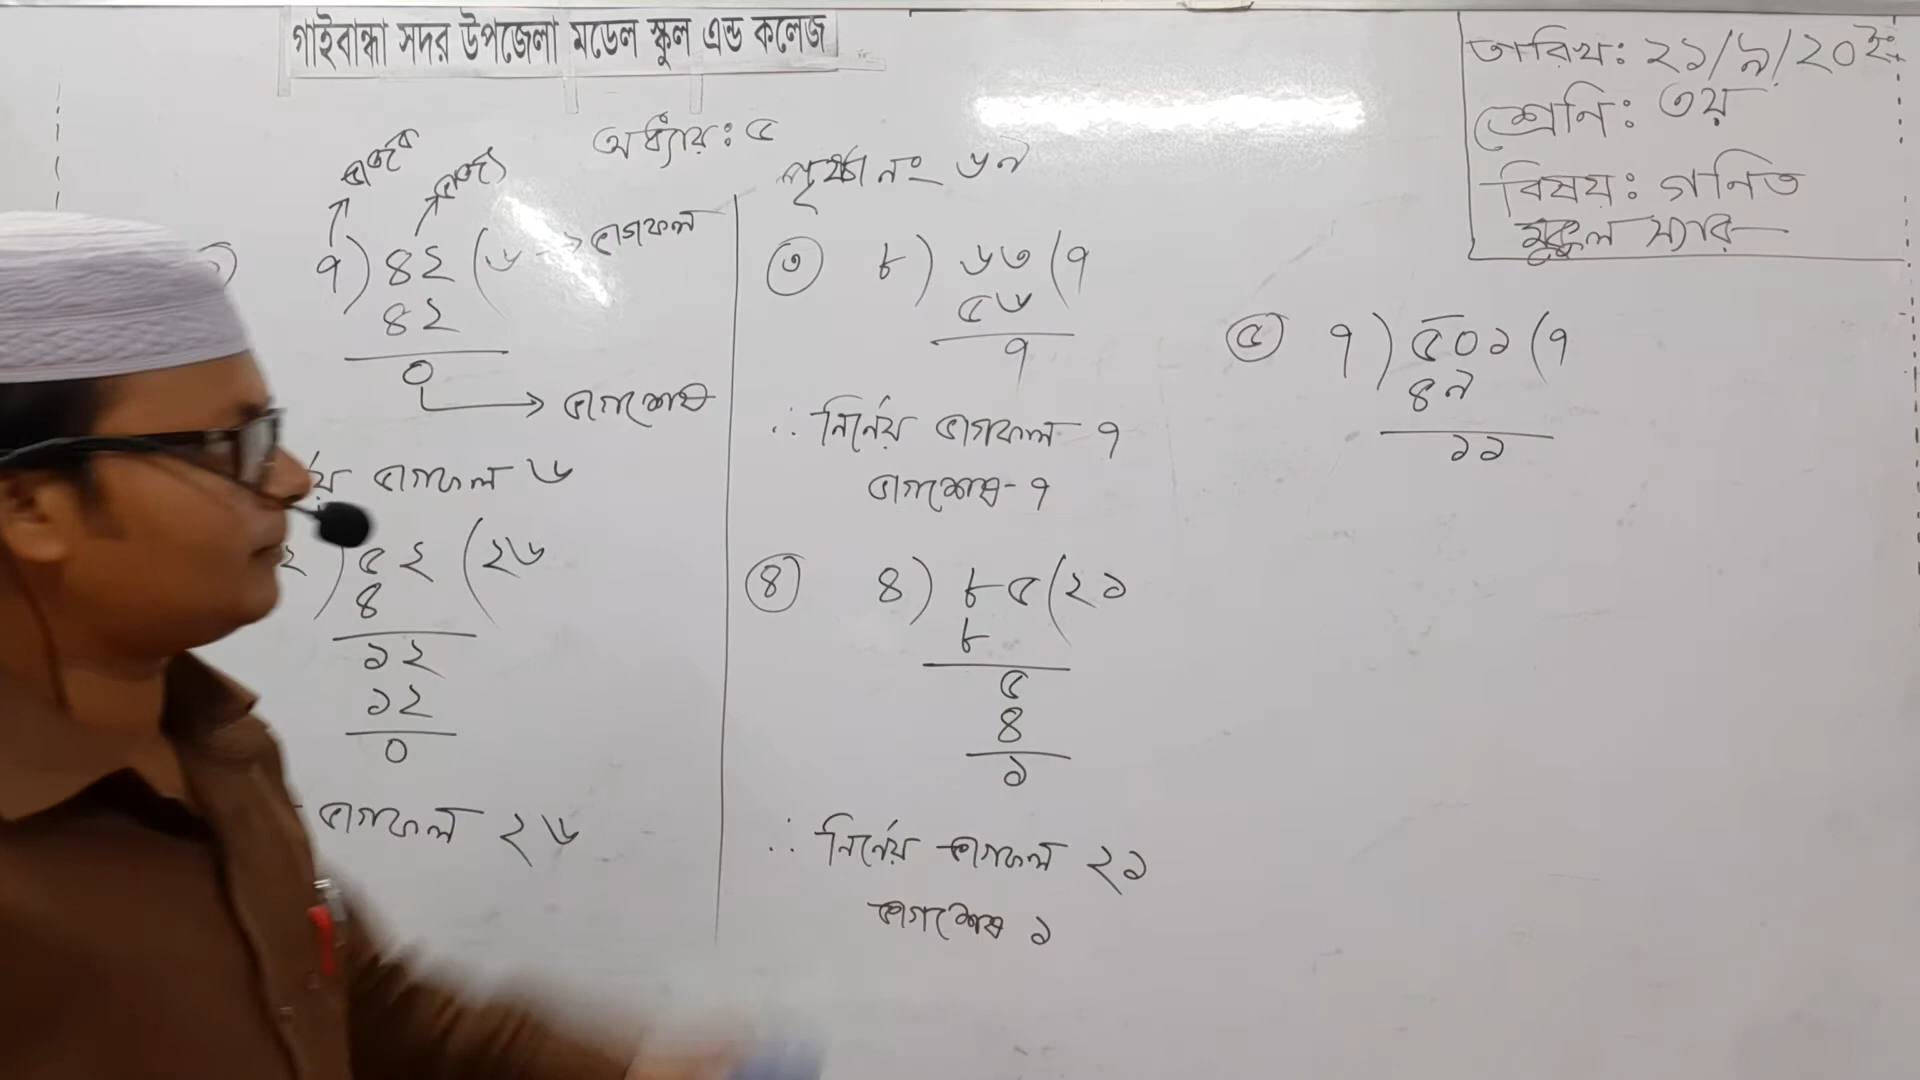 গাইবান্ধা সদর উপজেলা মডেল স্কুল এন্ড কলেজ
তারিখ: ২১/৯/২০ইং
শ্রেনি: ৩য়
বিষয়: গনিত
মুকুল স্যার
অধ্যায়: ৫
পৃষ্ঠা নং ৬৯
ভাজক
ভাজ্য
৭) ৪২ (৬ → ভাগফল
৪২
০
ভাগশেষ
য় ভাগফল ৬
২) ৫২ (২৬
৪
১২
১২
০
ভাগফল ২৬
৩ ৮) ৬৩ (৭
৫৬
৭
∴ নির্নেয় ভাগফল ৭
ভাগশেষ- ৭
৪ ৪) ৮৫ (২১
৮
৫
৪
১
∴ নির্নেয় ভাগফল ২১
ভাগশেষ ১
৫ ৭) ৫০১ (৭
৪৯
১১